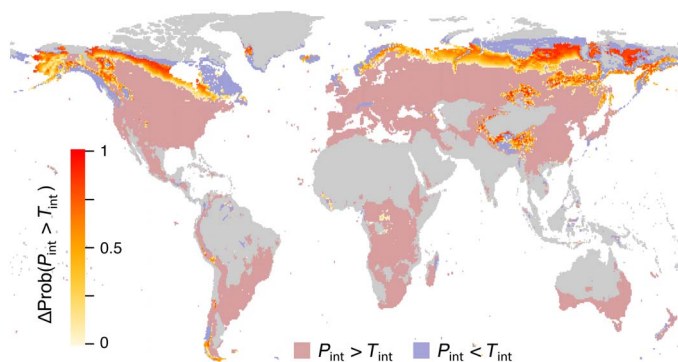 1
0.5
0
ΔProb(P_int > T_int)
P_int > T_int
P_int < T_int